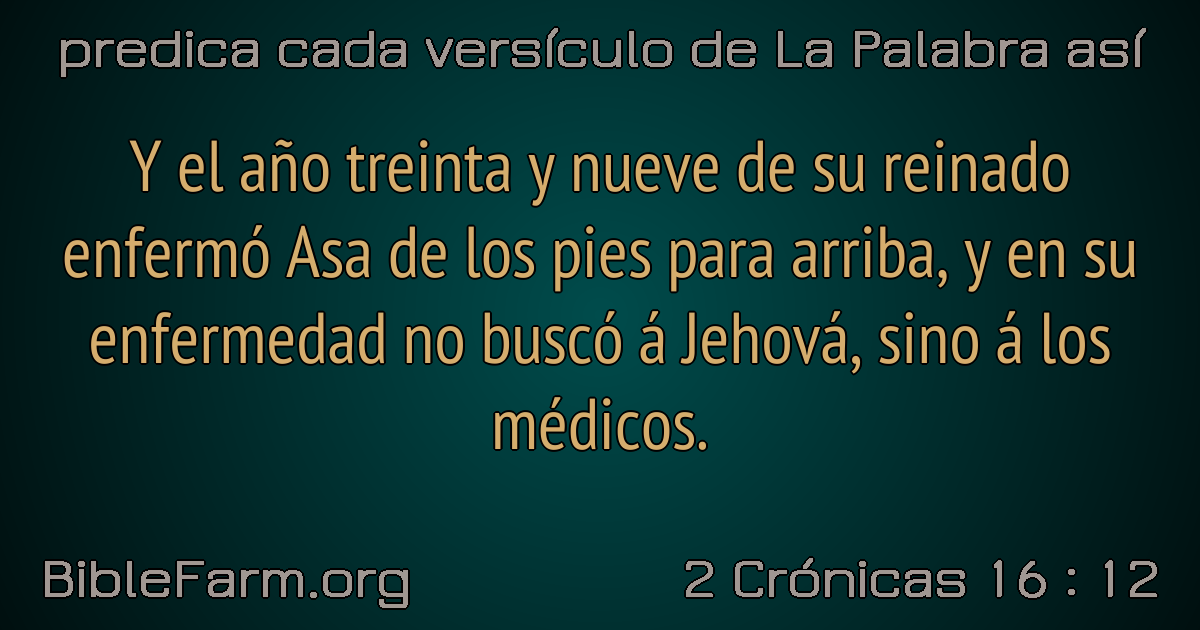 predica cada versículo de La Palabra así
Y el año treinta y nueve de su reinado
enfermó Asa de los pies para arriba, y en su
enfermedad no buscó á Jehová, sino á los
médicos.
BibleFarm.org
2 Crónicas 16 : 12